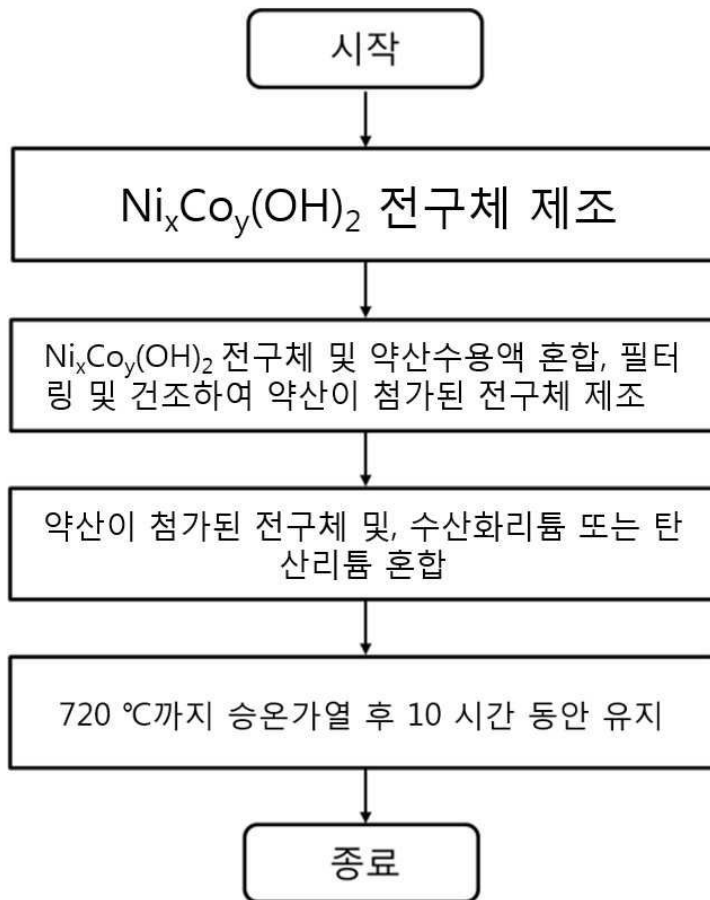 시작
NiₓCoᵧ(OH)₂ 전구체 제조
NiₓCoᵧ(OH)₂ 전구체 및 약산수용액 혼합, 필터
링 및 건조하여 약산이 첨가된 전구체 제조
약산이 첨가된 전구체 및, 수산화리튬 또는 탄
산리튬 혼합
720 ℃까지 승온가열 후 10 시간 동안 유지
종료